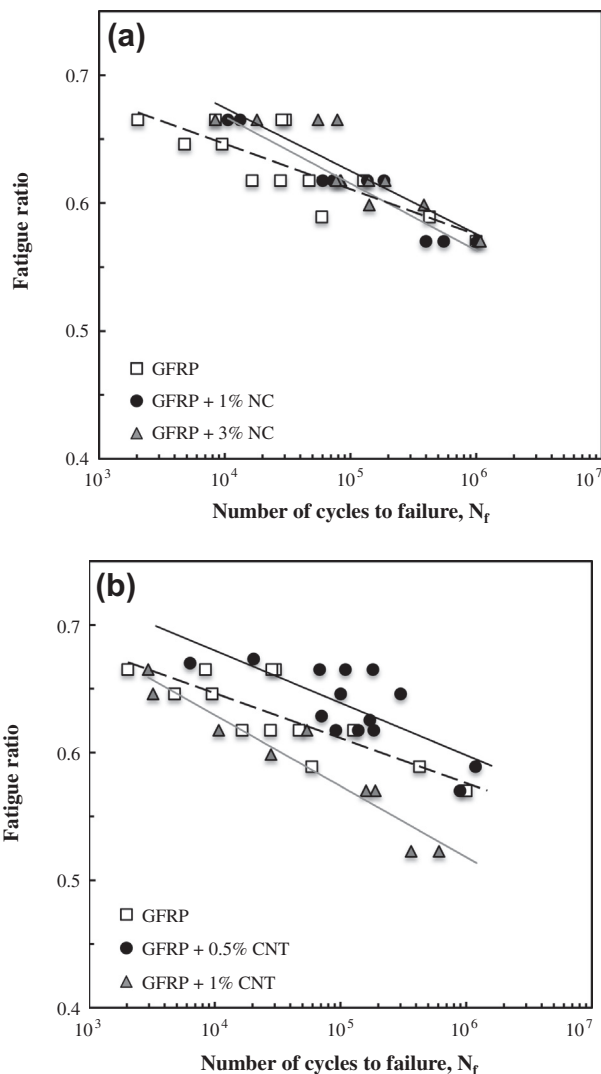 (a)
0.7
0.6
0.5
0.4
Fatigue ratio
GFRP
GFRP + 1% NC
GFRP + 3% NC
10³ 10⁴ 10⁵ 10⁶ 10⁷
Number of cycles to failure, N_f
(b)
0.7
0.6
0.5
0.4
Fatigue ratio
GFRP
GFRP + 0.5% CNT
GFRP + 1% CNT
10³ 10⁴ 10⁵ 10⁶ 10⁷
Number of cycles to failure, N_f